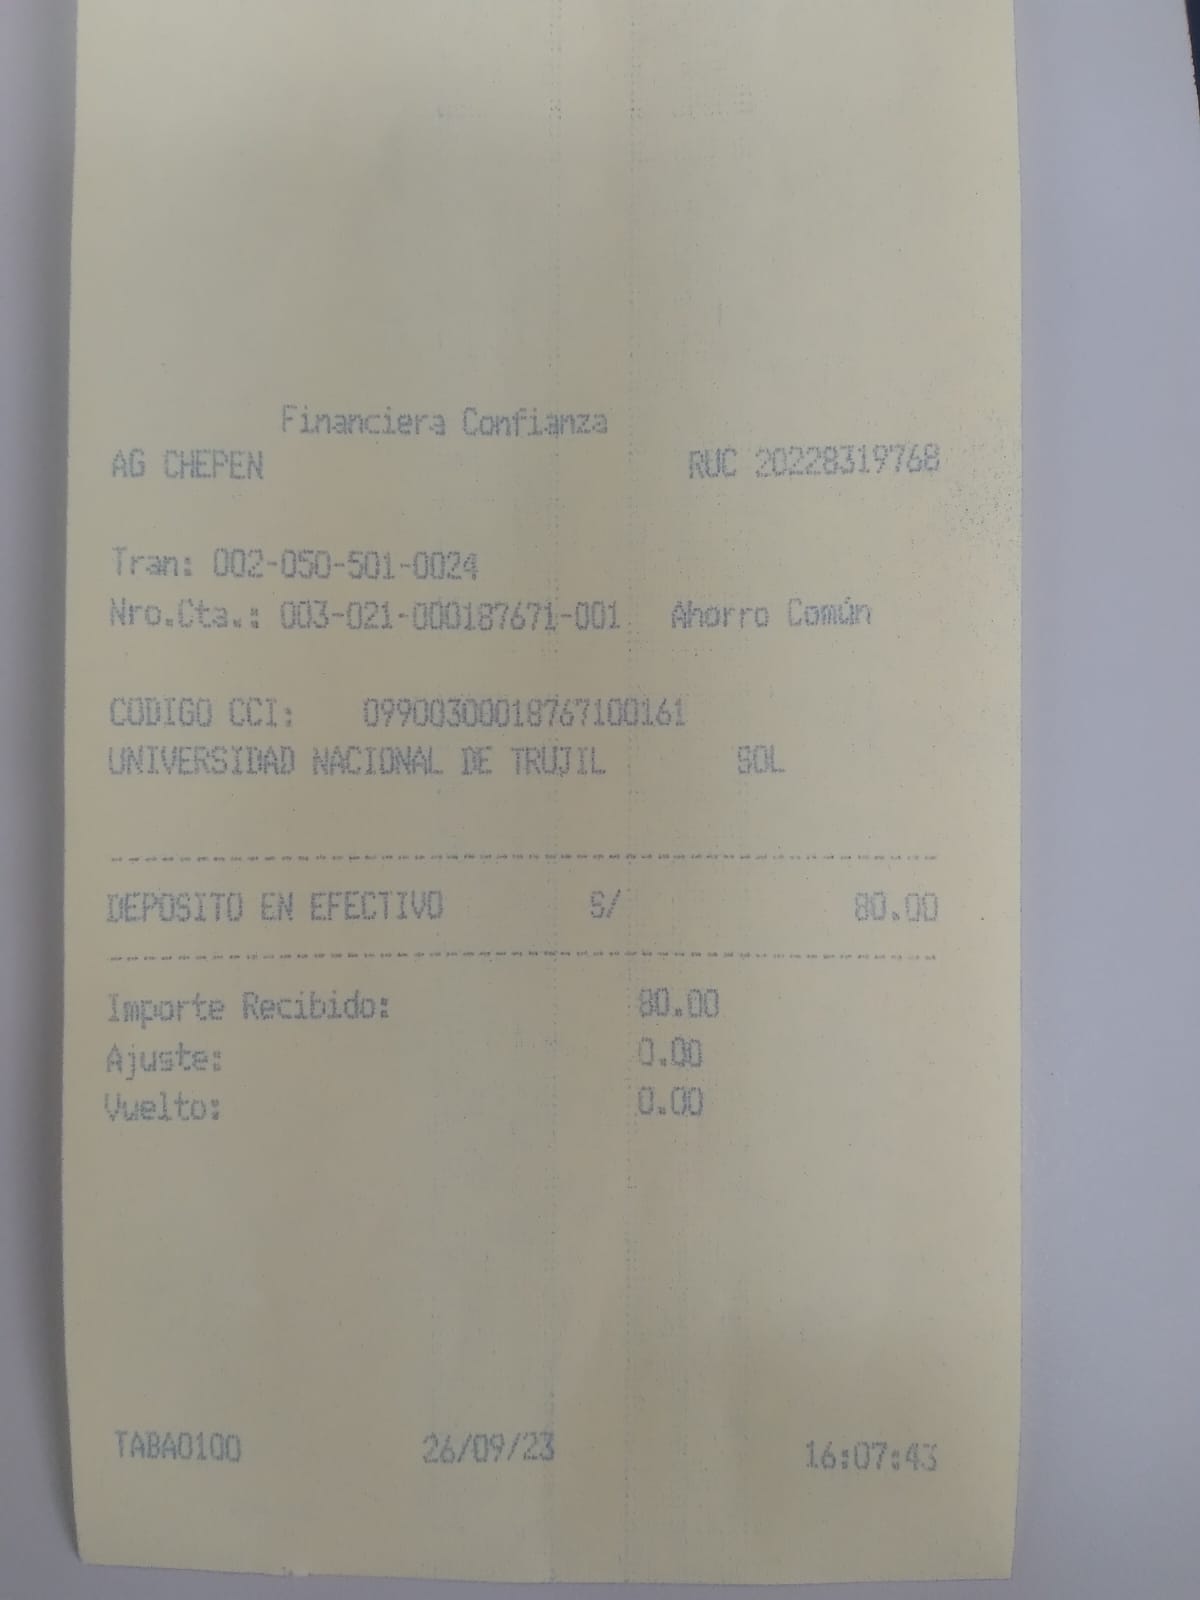 Financiera Confianza
AG CHEPEN RUC 20228319768
Tran: 002-050-501-0024
Nro.Cta.: 003-021-000187671-001 Ahorro Común
CODIGO CCI: 09900300018767100161
UNIVERSIDAD NACIONAL DE TRUJIL SOL
--------------------------------------------------
DEPOSITO EN EFECTIVO S/ 80.00
--------------------------------------------------
Importe Recibido: 80.00
Ajuste: 0.00
Vuelto: 0.00
TABA0100 26/09/23 16:07:43